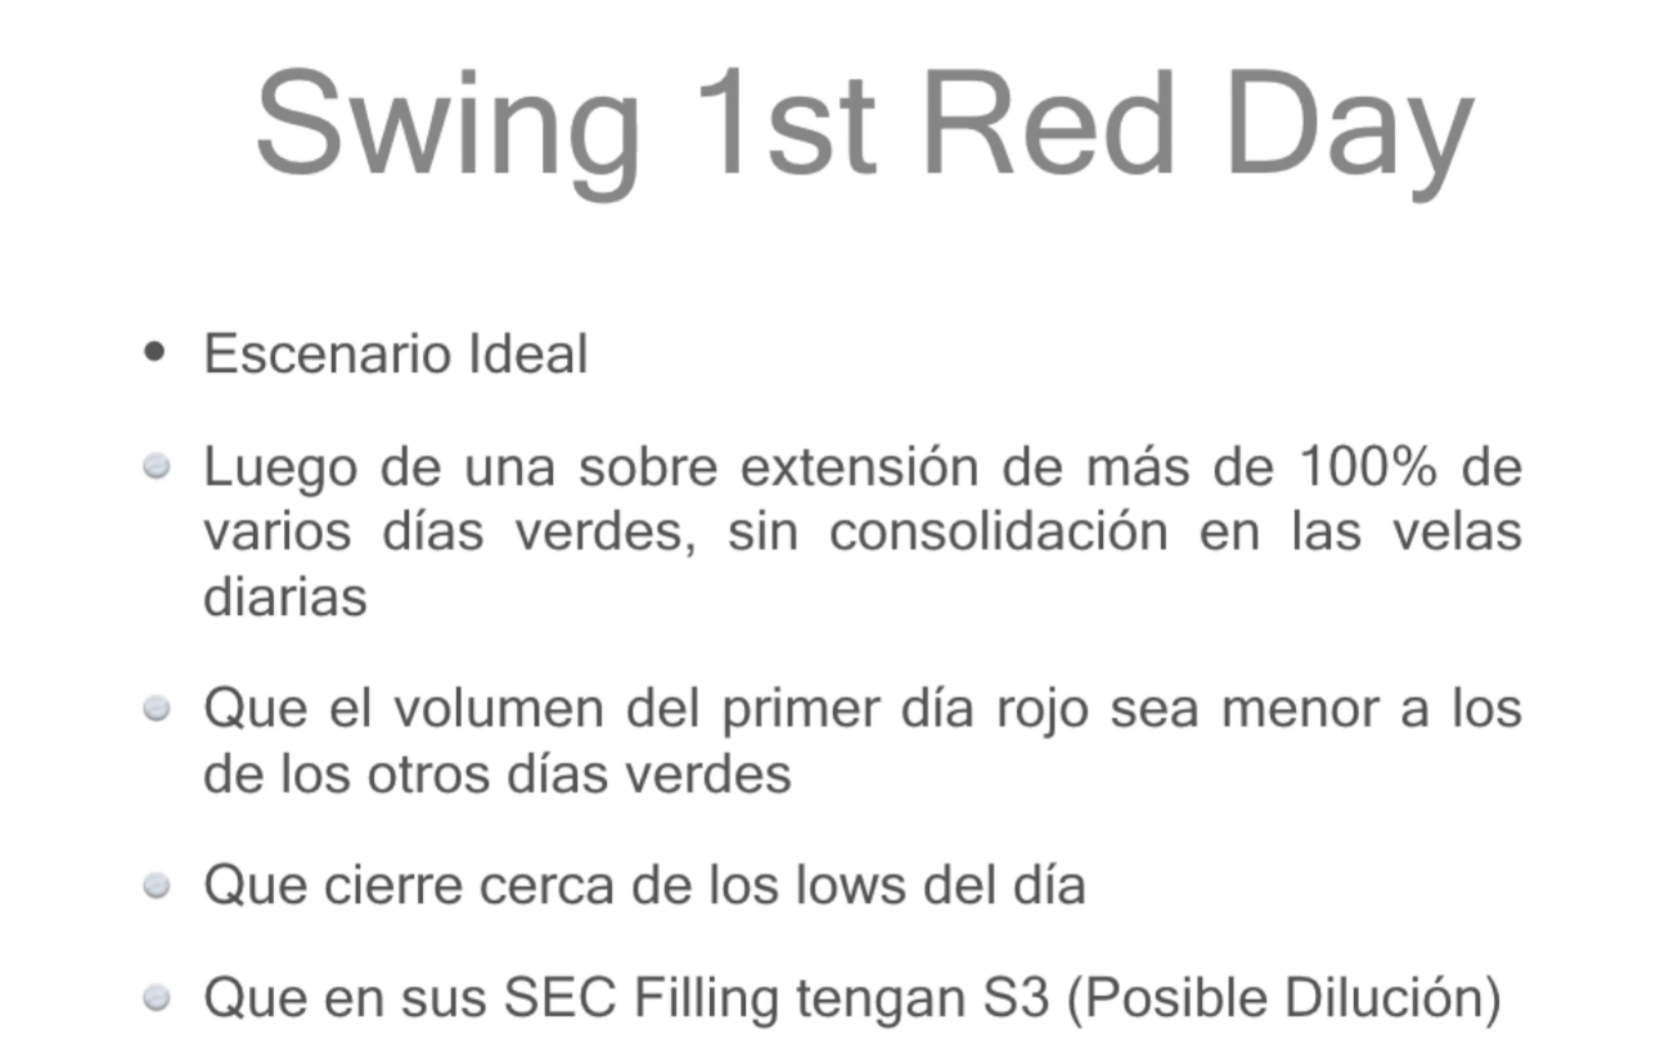 Swing 1st Red Day
• Escenario Ideal
Luego de una sobre extensión de más de 100% de
varios días verdes, sin consolidación en las velas
diarias
Que el volumen del primer día rojo sea menor a los
de los otros días verdes
Que cierre cerca de los lows del día
Que en sus SEC Filling tengan S3 (Posible Dilución)